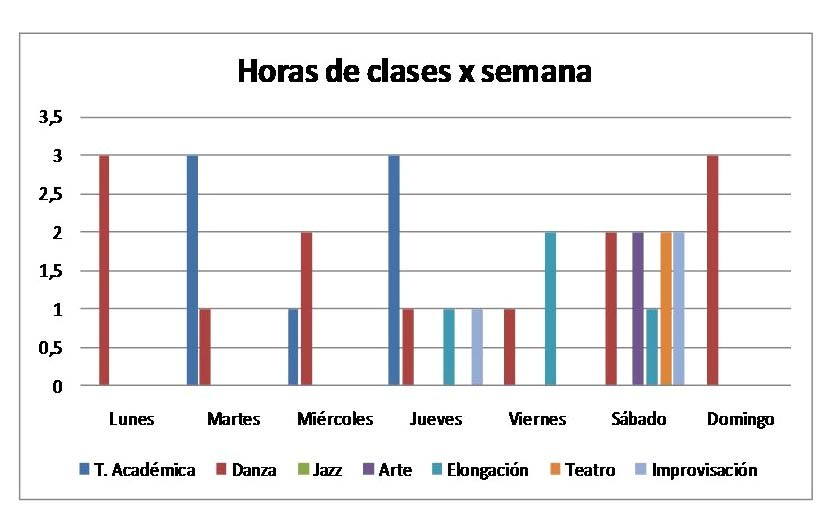 Horas de clases x semana
3,5
3
2,5
2
1,5
1
0,5
0
Lunes Martes Miércoles Jueves Viernes Sábado Domingo
T. Académica Danza Jazz Arte Elongación Teatro Improvisación